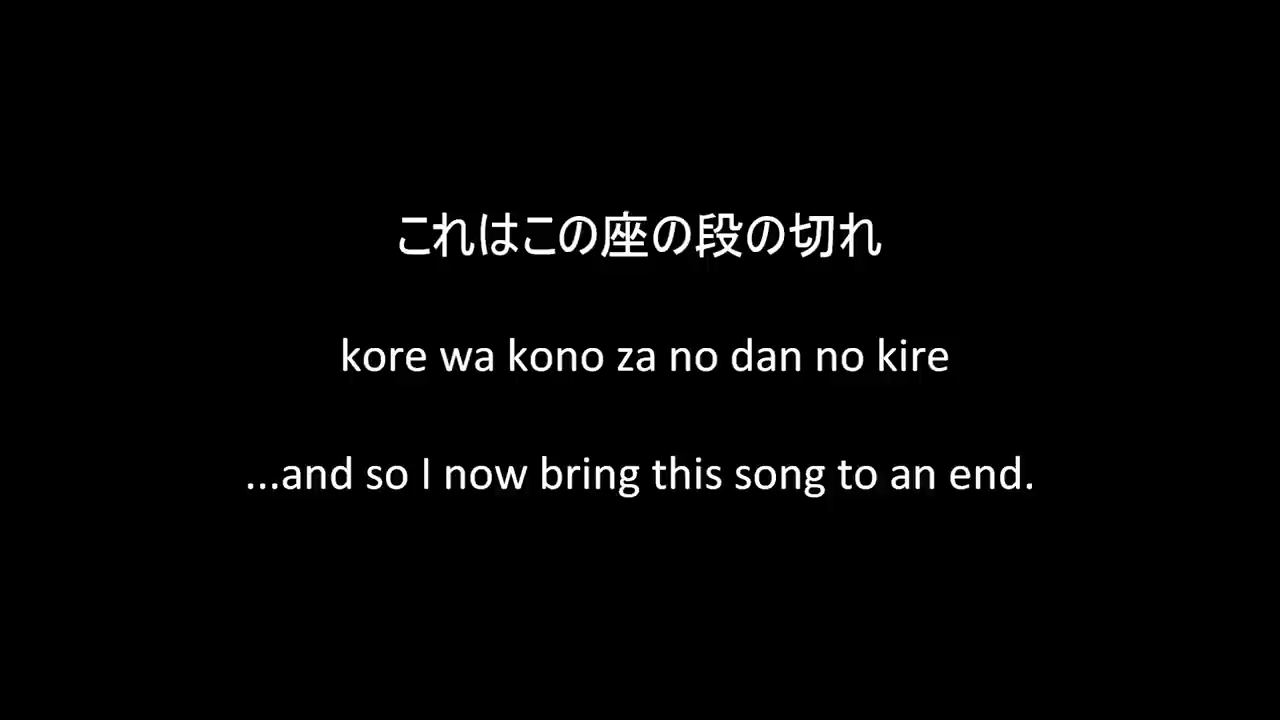 これはこの座の段の切れ
kore wa kono za no dan no kire
...and so I now bring this song to an end.